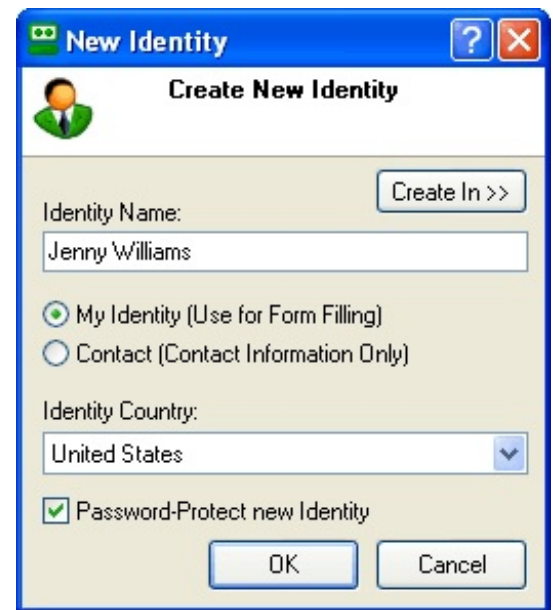 New Identity
Create New Identity
Create In >>
Identity Name:
Jenny Williams
My Identity (Use for Form Filling)
Contact (Contact Information Only)
Identity Country:
United States
Password-Protect new Identity
OK Cancel